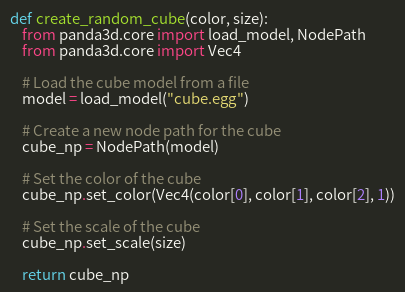 def create_random_cube(color, size):
    from panda3d.core import load_model, NodePath
    from panda3d.core import Vec4

    # Load the cube model from a file
    model = load_model("cube.egg")

    # Create a new node path for the cube
    cube_np = NodePath(model)

    # Set the color of the cube
    cube_np.set_color(Vec4(color[0], color[1], color[2], 1))

    # Set the scale of the cube
    cube_np.set_scale(size)

    return cube_np